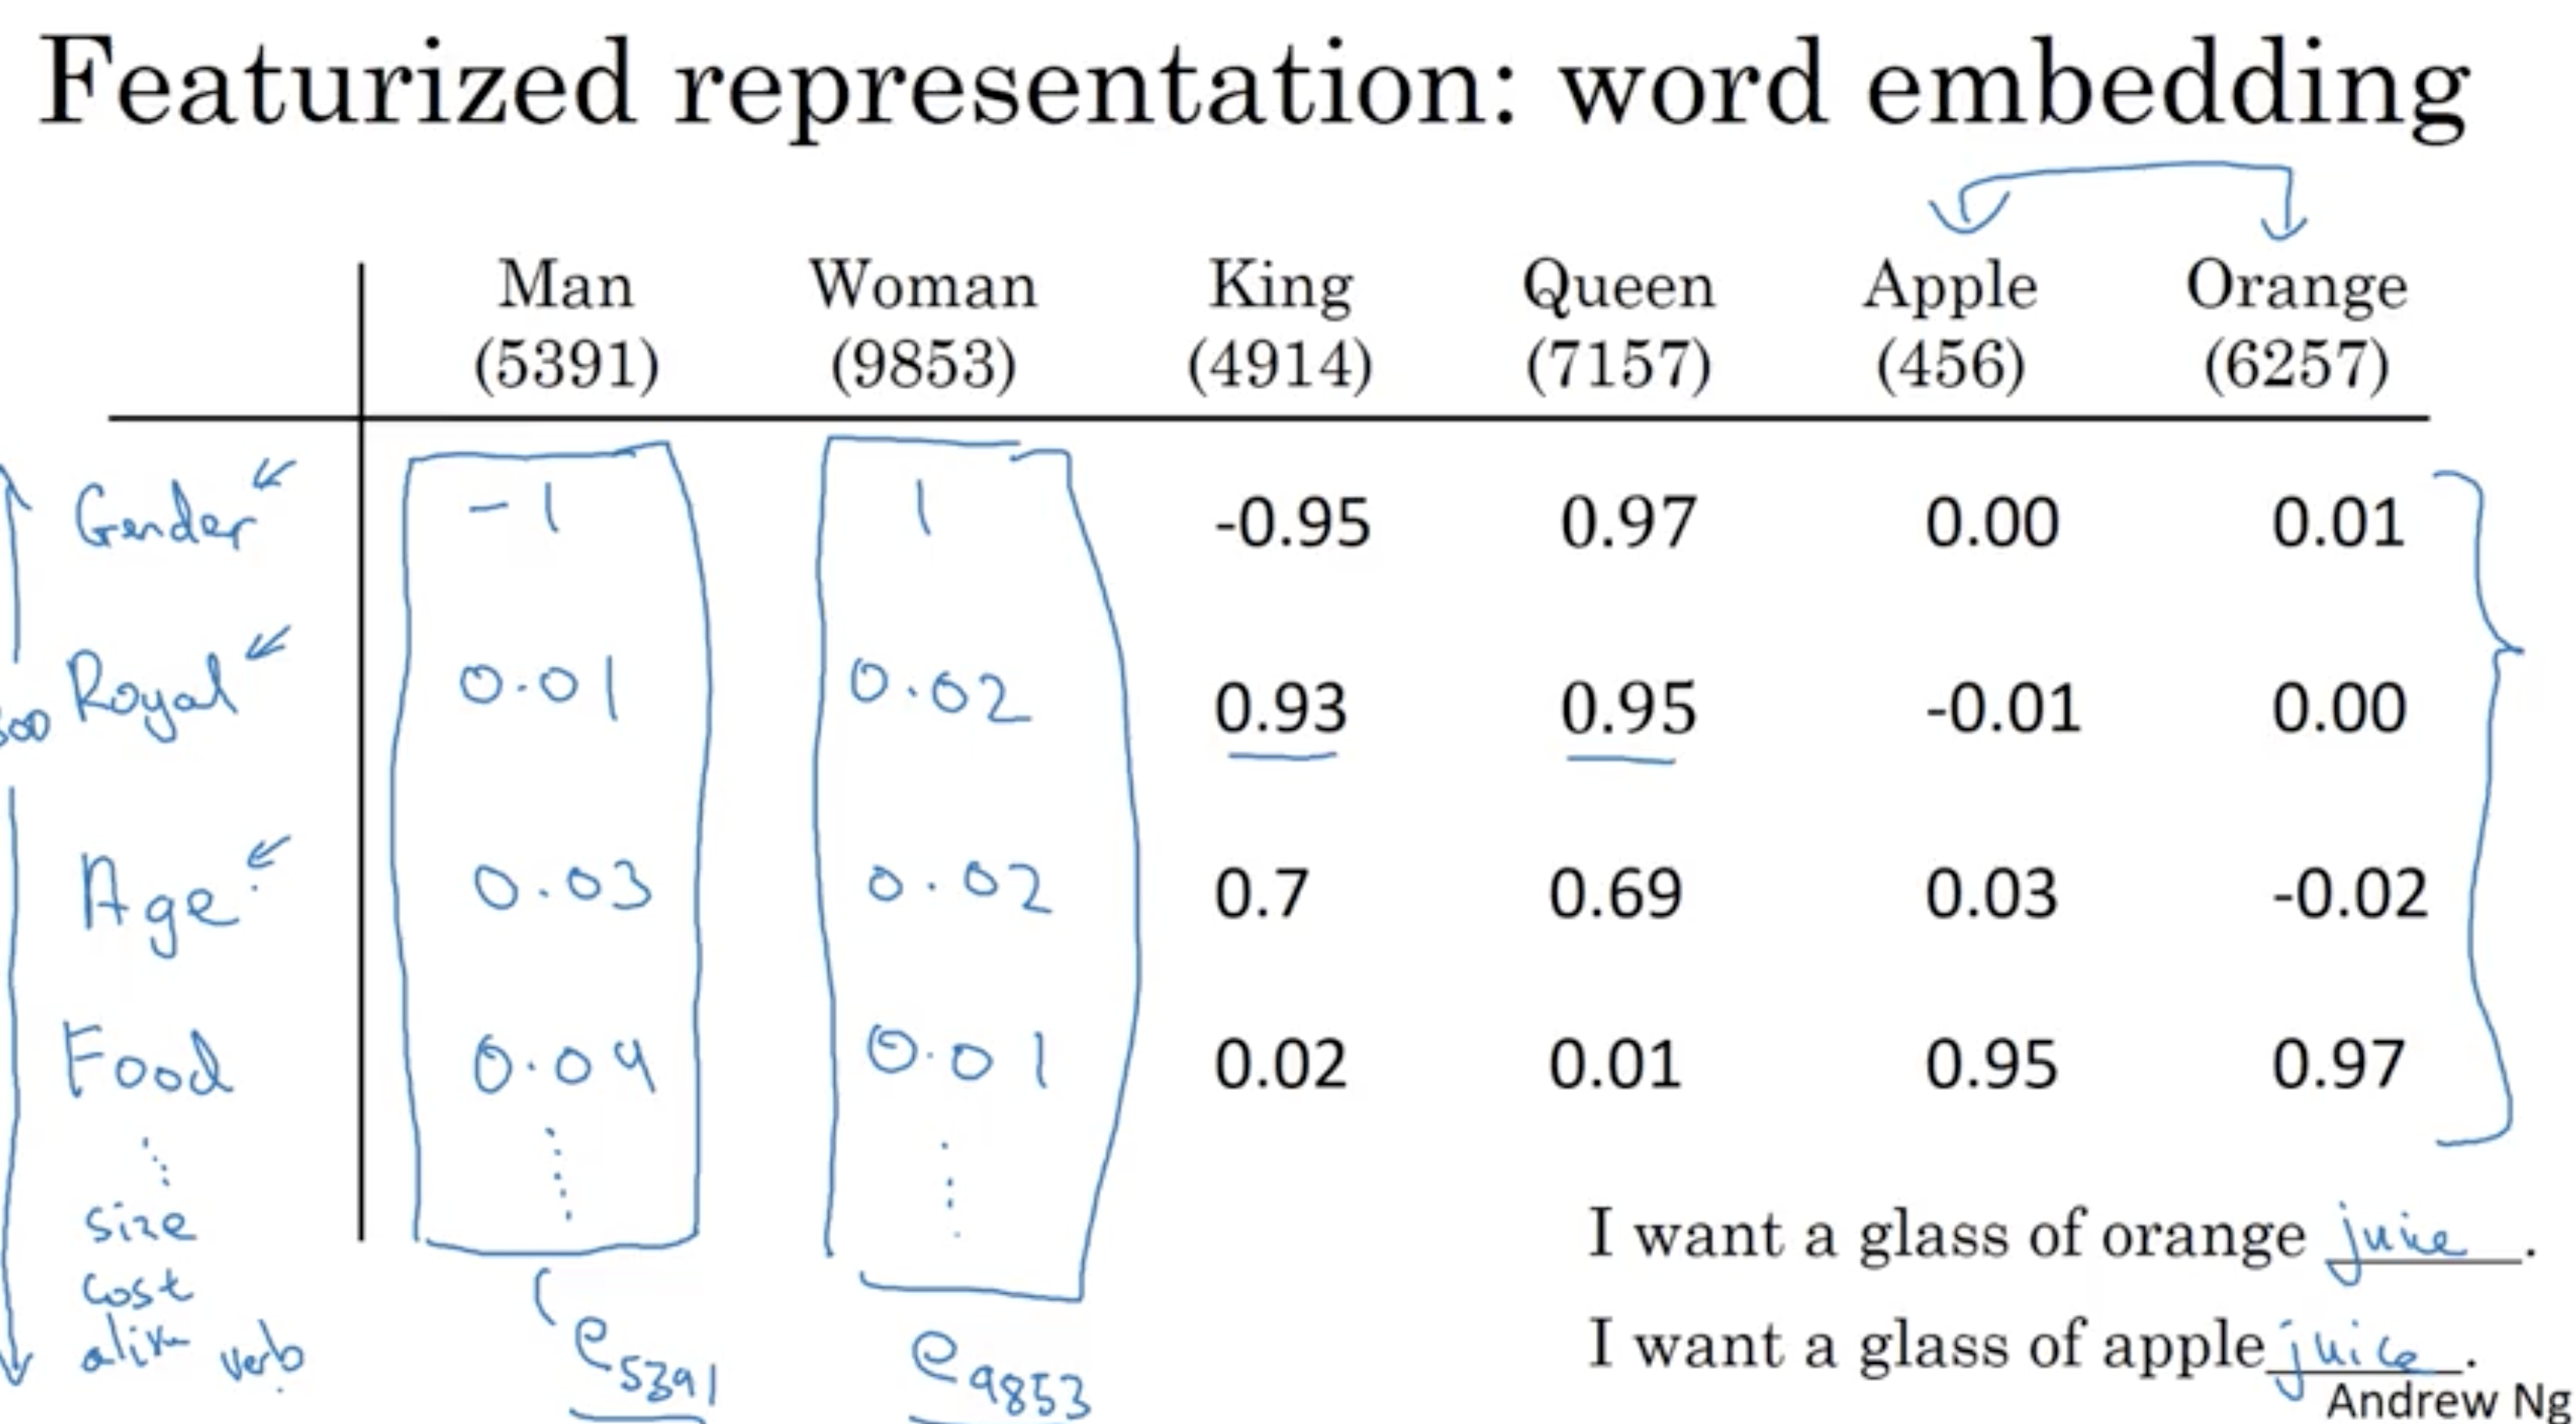 Featurized representation: word embedding
Man Woman King Queen Apple Orange
(5391) (9853) (4914) (7157) (456) (6257)
Gender -1 1 -0.95 0.97 0.00 0.01
Royal 0.01 0.02 0.93 0.95 -0.01 0.00
Age 0.03 0.02 0.7 0.69 0.03 -0.02
Food 0.04 0.01 0.02 0.01 0.95 0.97
size
cost
alive verb
e5391 e9853
I want a glass of orange juice.
I want a glass of apple juice.
Andrew Ng